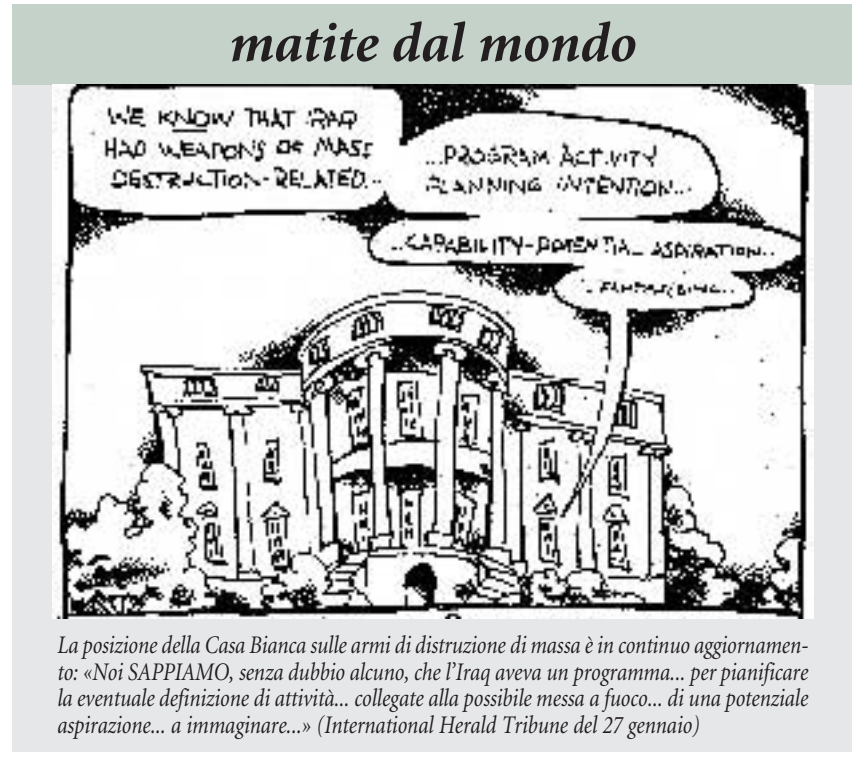 matite dal mondo
WE KNOW THAT IRAQ
HAD WEAPONS OF MASS
DESTRUCTION-RELATED...
...PROGRAM ACTIVITY
PLANNING INTENTION...
...CAPABILITY-POTENTIAL ASPIRATION...
La posizione della Casa Bianca sulle armi di distruzione di massa è in continuo aggiornamen-
to: «Noi SAPPIAMO, senza dubbio alcuno, che l’Iraq aveva un programma... per pianificare
la eventuale definizione di attività... collegate alla possibile messa a fuoco... di una potenziale
aspirazione... a immaginare...» (International Herald Tribune del 27 gennaio)